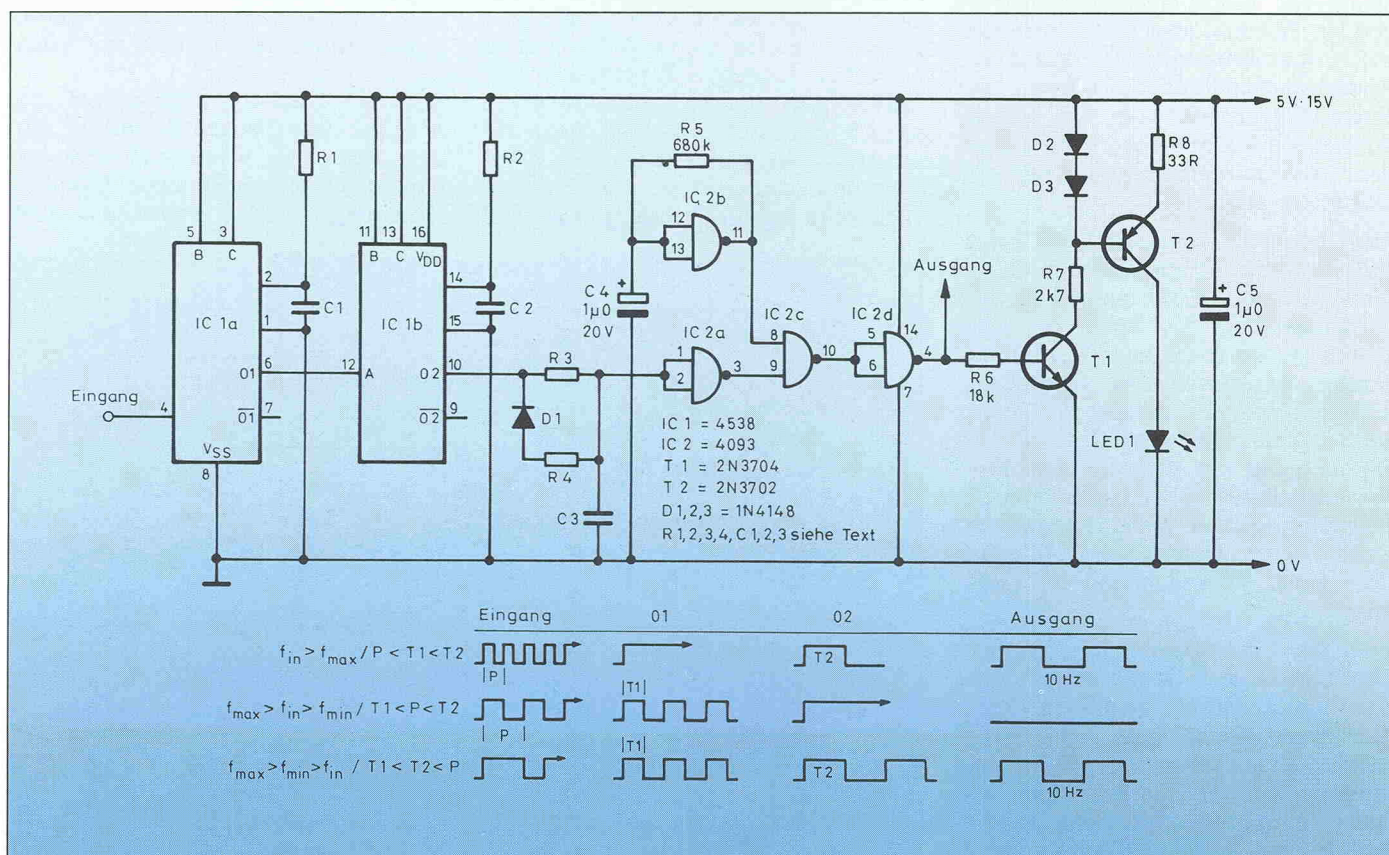 5V·15V
R1
R2
R5
680k
D2
D3
R8
33R
IC 2b
12
13
11
5
B
3
C
11
B
13
C
16
VDD
T2
2
1
14
15
C1
C2
IC 1a
IC 1b
C4
+
1µ0
20V
Ausgang
R7
2k7
C5
+
1µ0
20V
IC 2a
IC 2c
IC 2d
8
9
10
5
6
14
4
7
1
2
3
T1
01
6
12
A
02
10
R3
R6
18k
Eingang
4
01
7
02
9
D1
R4
VSS
8
C3
LED1
IC 1 = 4538
IC 2 = 4093
T 1 = 2N3704
T 2 = 2N3702
D1,2,3 = 1N4148
R1,2,3,4, C1,2,3 siehe Text
0 V
Eingang 01 02 Ausgang
fin > fmax / P < T1 < T2
|P|
T2
10 Hz
fmax > fin > fmin / T1 < P < T2
| P |
|T1|
fmax > fmin > fin / T1 < T2 < P
|T1|
T2
10 Hz